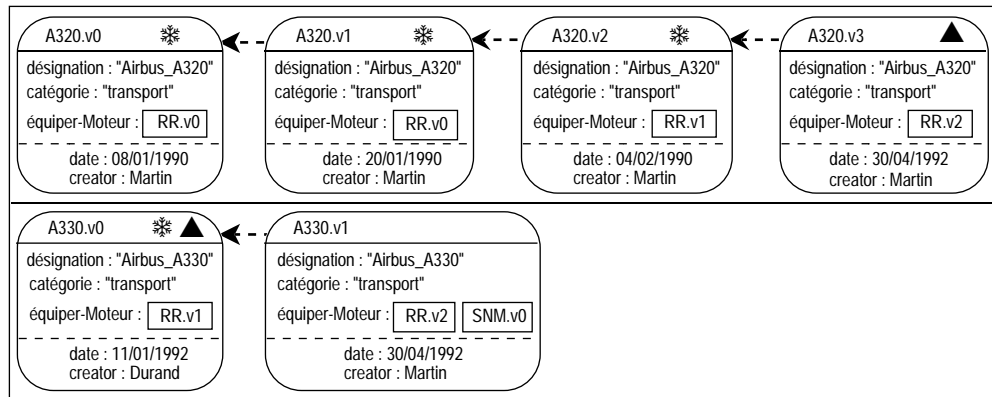 A320.v0
désignation : "Airbus_A320"
catégorie : "transport"
équiper-Moteur : RR.v0
date : 08/01/1990
creator : Martin
A320.v1
désignation : "Airbus_A320"
catégorie : "transport"
équiper-Moteur : RR.v0
date : 20/01/1990
creator : Martin
A320.v2
désignation : "Airbus_A320"
catégorie : "transport"
équiper-Moteur : RR.v1
date : 04/02/1990
creator : Martin
A320.v3
désignation : "Airbus_A320"
catégorie : "transport"
équiper-Moteur : RR.v2
date : 30/04/1992
creator : Martin
A330.v0
désignation : "Airbus_A330"
catégorie : "transport"
équiper-Moteur : RR.v1
date : 11/01/1992
creator : Durand
A330.v1
désignation : "Airbus_A330"
catégorie : "transport"
équiper-Moteur : RR.v2 SNM.v0
date : 30/04/1992
creator : Martin